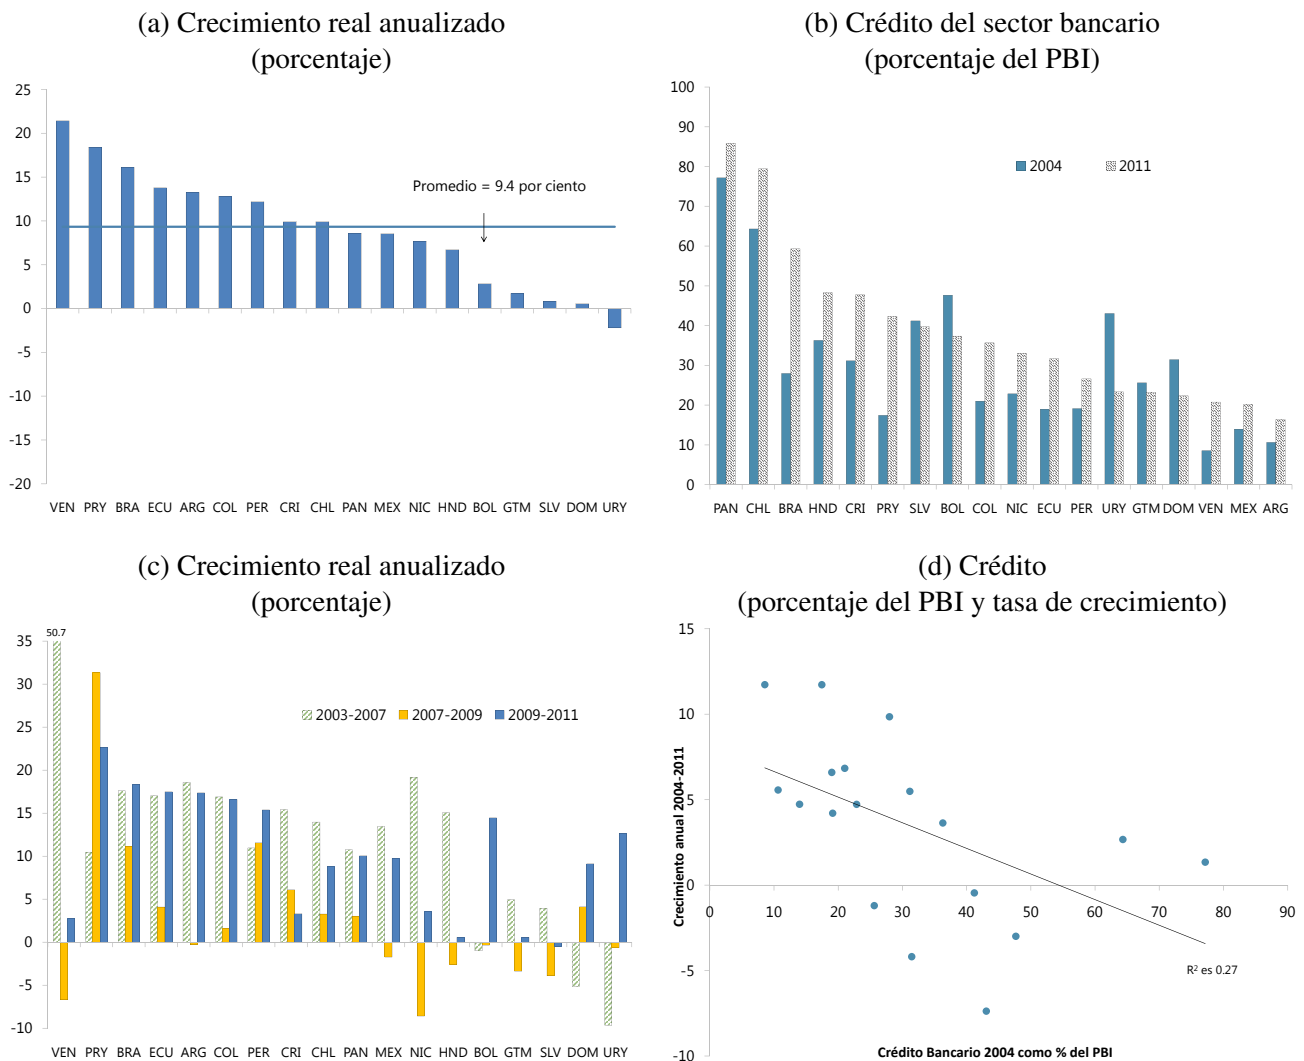 (a) Crecimiento real anualizado
(porcentaje)
25
20
15
10
5
0
-5
-10
-15
-20
Promedio = 9.4 por ciento
VEN PRY BRA ECU ARG COL PER CRI CHL PAN MEX NIC HND BOL GTM SLV DOM URY
(b) Crédito del sector bancario
(porcentaje del PBI)
100
90
80
70
60
50
40
30
20
10
0
2004 2011
PAN CHL BRA HND CRI PRY SLV BOL COL NIC ECU PER URY GTM DOM VEN MEX ARG
(c) Crecimiento real anualizado
(porcentaje)
50.7
35
30
25
20
15
10
5
0
-5
-10
2003-2007 2007-2009 2009-2011
VEN PRY BRA ECU ARG COL PER CRI CHL PAN MEX NIC HND BOL GTM SLV DOM URY
(d) Crédito
(porcentaje del PBI y tasa de crecimiento)
Crecimiento anual 2004-2011
15
10
5
0
-5
-10
0 10 20 30 40 50 60 70 80 90
R² es 0.27
Crédito Bancario 2004 como % del PBI